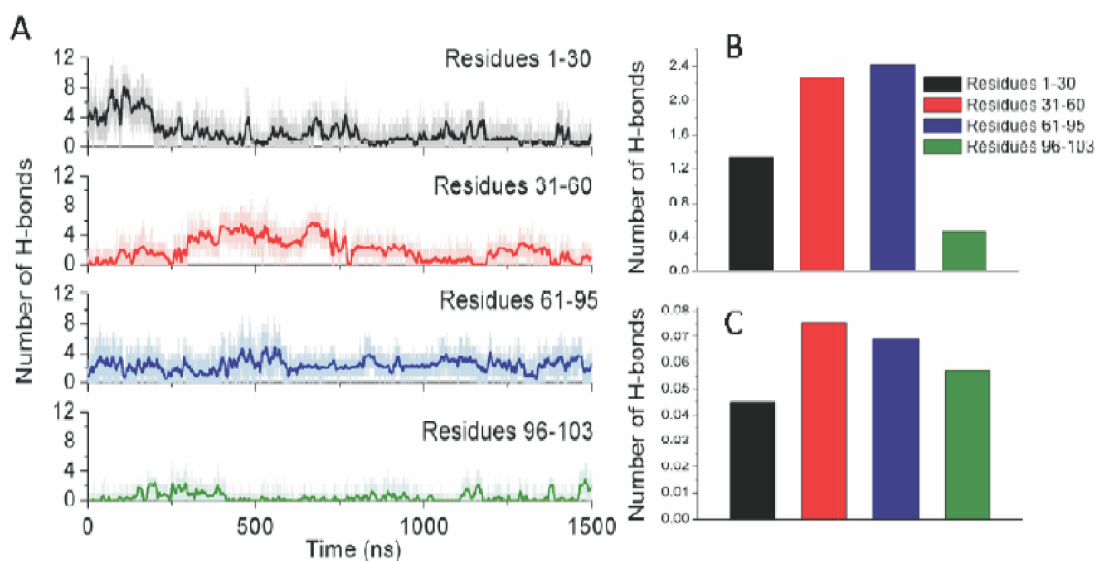 A
12
8
4
0
Residues 1-30
12
8
4
0
Residues 31-60
12
8
4
0
Residues 61-95
12
8
4
0
Residues 96-103
0
500
1000
1500
Time (ns)
Number of H-bonds
B
2.4
2.0
1.6
1.2
0.8
0.4
0.0
Number of H-bonds
Residues 1-30
Residues 31-60
Residues 61-95
Residues 96-103
C
0.08
0.07
0.06
0.05
0.04
0.03
0.02
0.01
0.00
Number of H-bonds